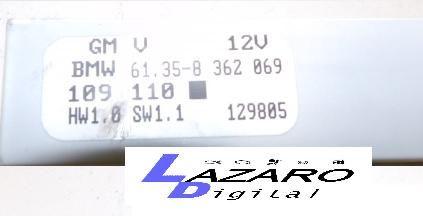 GM V 12V
BMW 61.35-8 362 069
109 110
HW1.0 SW1.1 129805
LAZARO
Digital